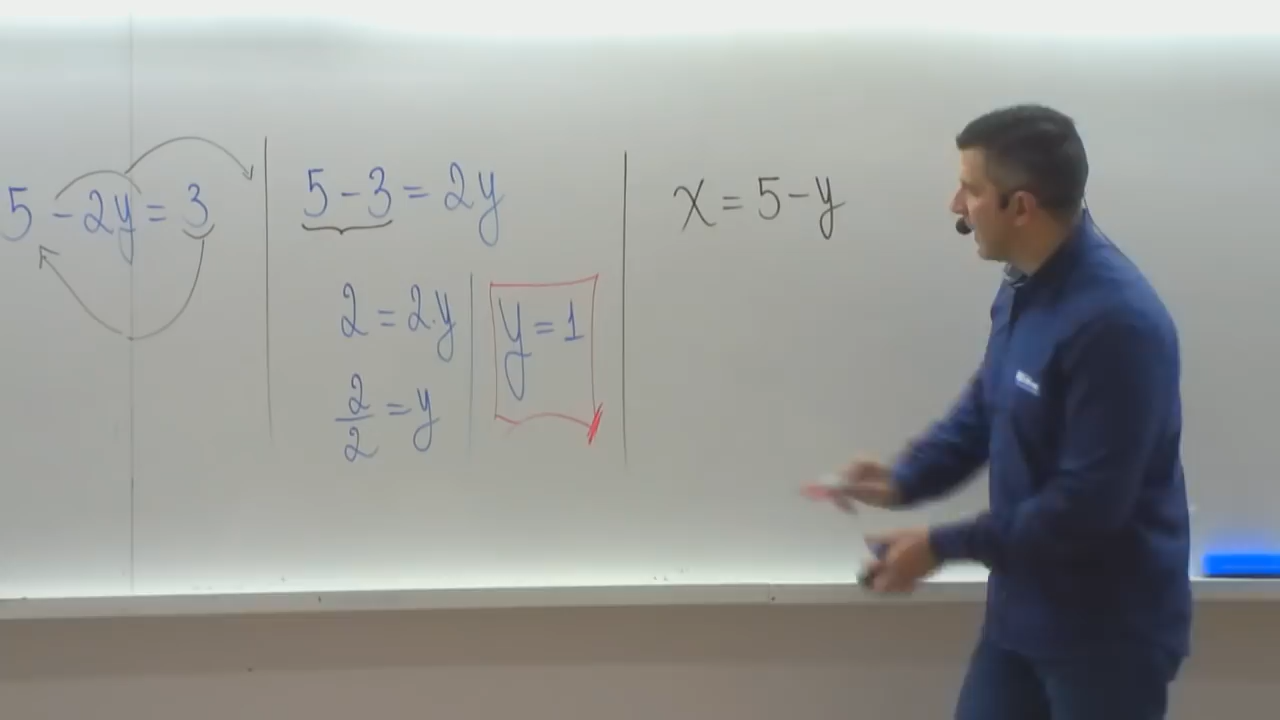 5 - 2y = 3
5 - 3 = 2y
2 = 2.y
2/2 = y
y = 1
x = 5 - y